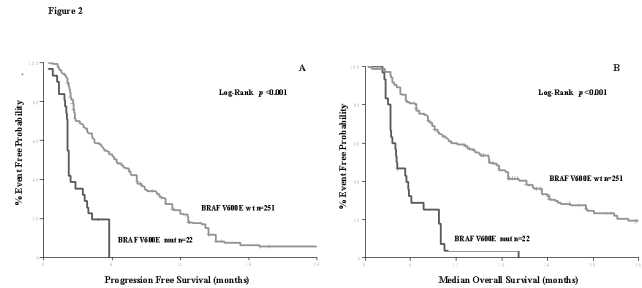 Figure 2
A
Log-Rank p <0.001
% Event Free Probability
BRAF V600E wt n=251
BRAF V600E mut n=22
Progression Free Survival (months)
B
Log-Rank p <0.001
% Event Free Probability
BRAF V600E wt n=251
BRAF V600E mut n=22
Median Overall Survival (months)